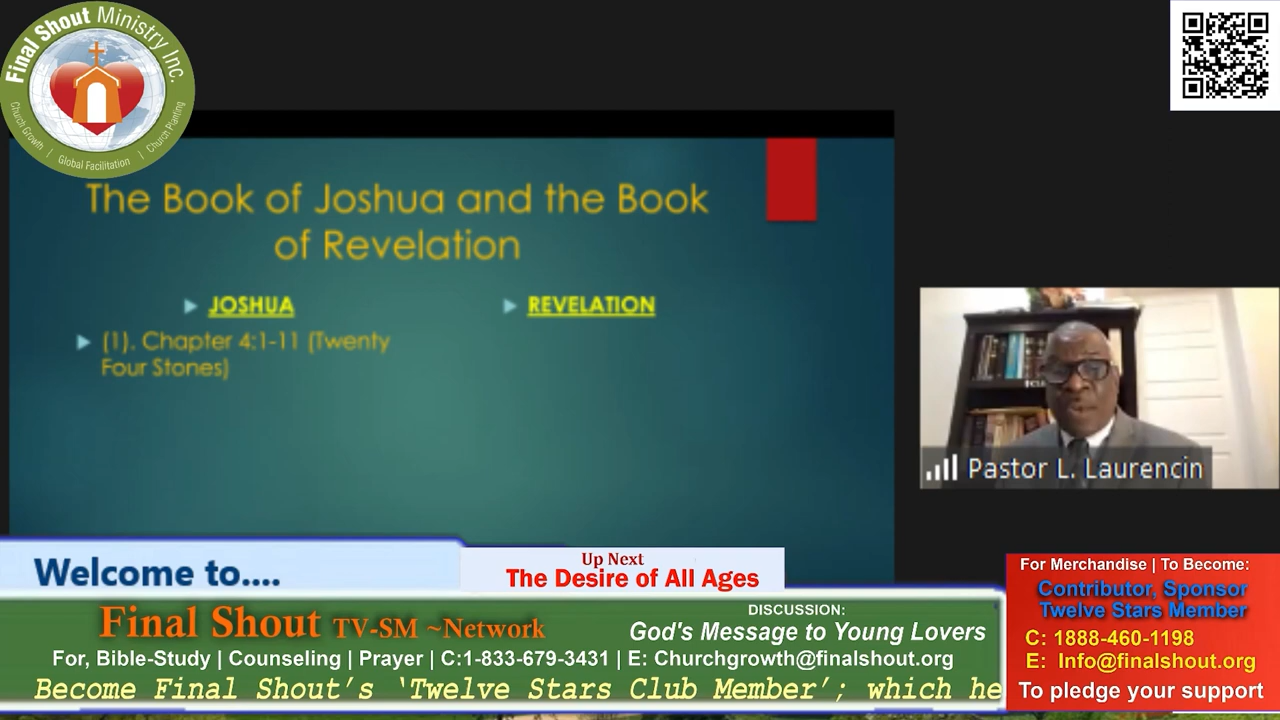 Final Shout Ministry Inc.
Church Growth | Global Facilitation | Church Planting
The Book of Joshua and the Book
of Revelation
JOSHUA
REVELATION
(1). Chapter 4:1-11 (Twenty
Four Stones)
Pastor L. Laurencin
Welcome to....
Up Next
The Desire of All Ages
Final Shout TV-SM ~Network
DISCUSSION:
God's Message to Young Lovers
For, Bible-Study | Counseling | Prayer | C:1-833-679-3431 | E: Churchgrowth@finalshout.org
Become Final Shout's ‘Twelve Stars Club Member’; which he
For Merchandise | To Become:
Contributor, Sponsor
Twelve Stars Member
C: 1888-460-1198
E: Info@finalshout.org
To pledge your support